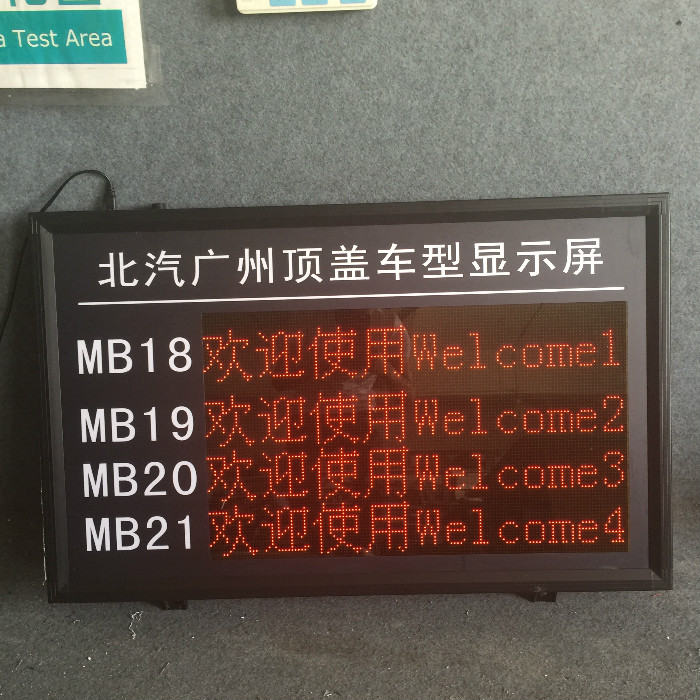 Test Area
北汽广州顶盖车型显示屏
MB18 欢迎使用Welcome1
MB19 欢迎使用Welcome2
MB20 欢迎使用Welcome3
MB21 欢迎使用Welcome4